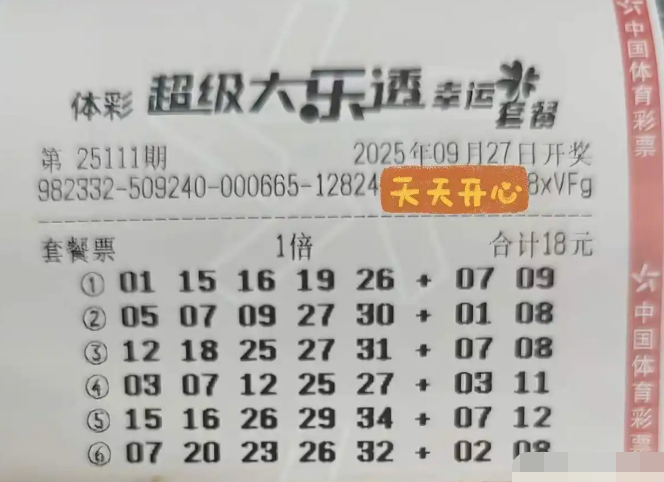 体彩 超级大乐透 幸运 套餐
第 25111期 2025年09月27日开奖
982332-509240-000665-12824 天天开心 8xVFg
套餐票 1倍 合计18元
① 01 15 16 19 26 + 07 09
② 05 07 09 27 30 + 01 08
③ 12 18 25 27 31 + 07 08
④ 03 07 12 25 27 + 03 11
⑤ 15 16 26 29 34 + 07 12
⑥ 07 20 23 26 32 + 02 08
中国体育彩票
中国体育彩票